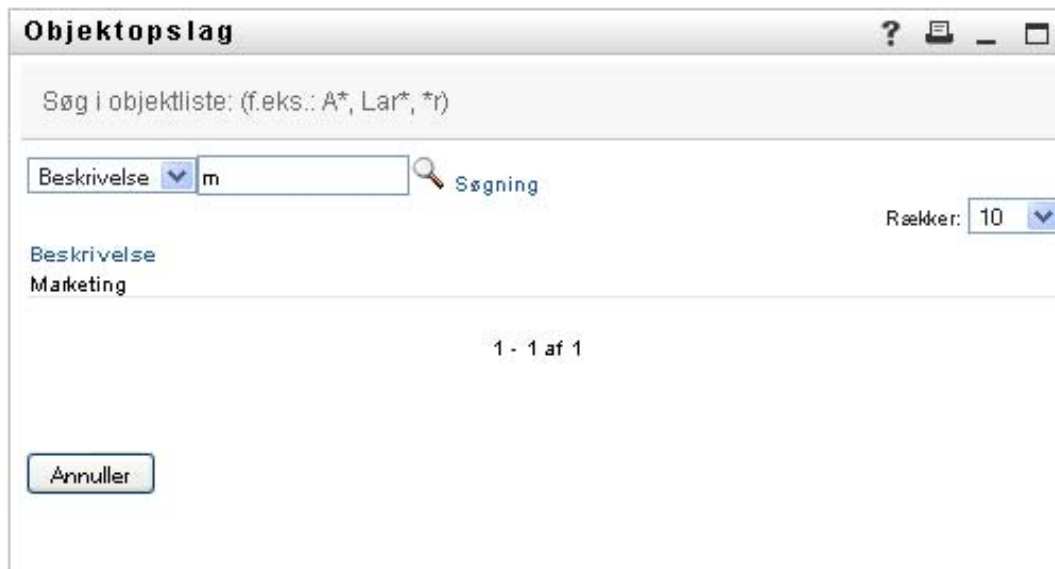 Objektopslag
Søg i objektliste: (f.eks.: A*, Lar*, *r)
Beskrivelse m Søgning
Rækker: 10
Beskrivelse
Marketing
1 - 1 af 1
Annuller